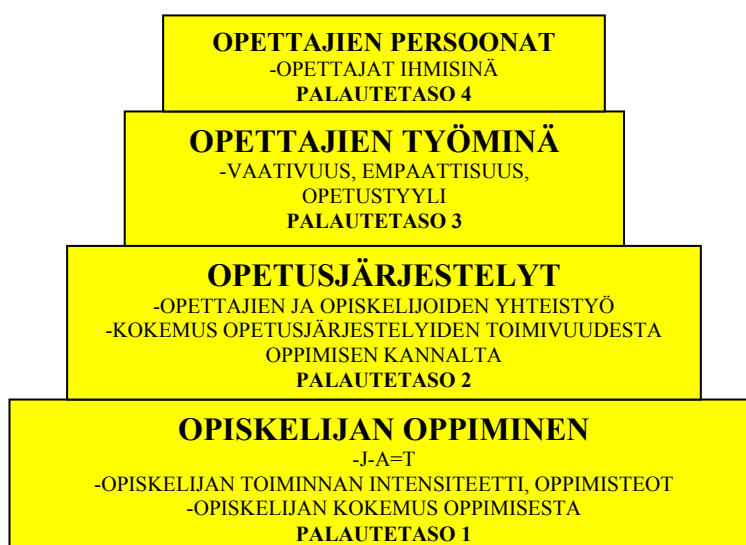 OPETTAJIEN PERSOONAT
-OPETTAJAT IHMISINÄ
PALAUTETASO 4
OPETTAJIEN TYÖMINÄ
-VAATIVUUS, EMPAATTISUUS,
OPETUSTYYLI
PALAUTETASO 3
OPETUSJÄRJESTELYT
-OPETTAJIEN JA OPISKELIJOIDEN YHTEISTYÖ
-KOKEMUS OPETUSJÄRJESTELYIDEN TOIMIVUUDESTA
OPPIMISEN KANNALTA
PALAUTETASO 2
OPISKELIJAN OPPIMINEN
-J-A=T
-OPISKELIJAN TOIMINNAN INTENSITEETTI, OPPIMISTEOT
-OPISKELIJAN KOKEMUS OPPIMISESTA
PALAUTETASO 1